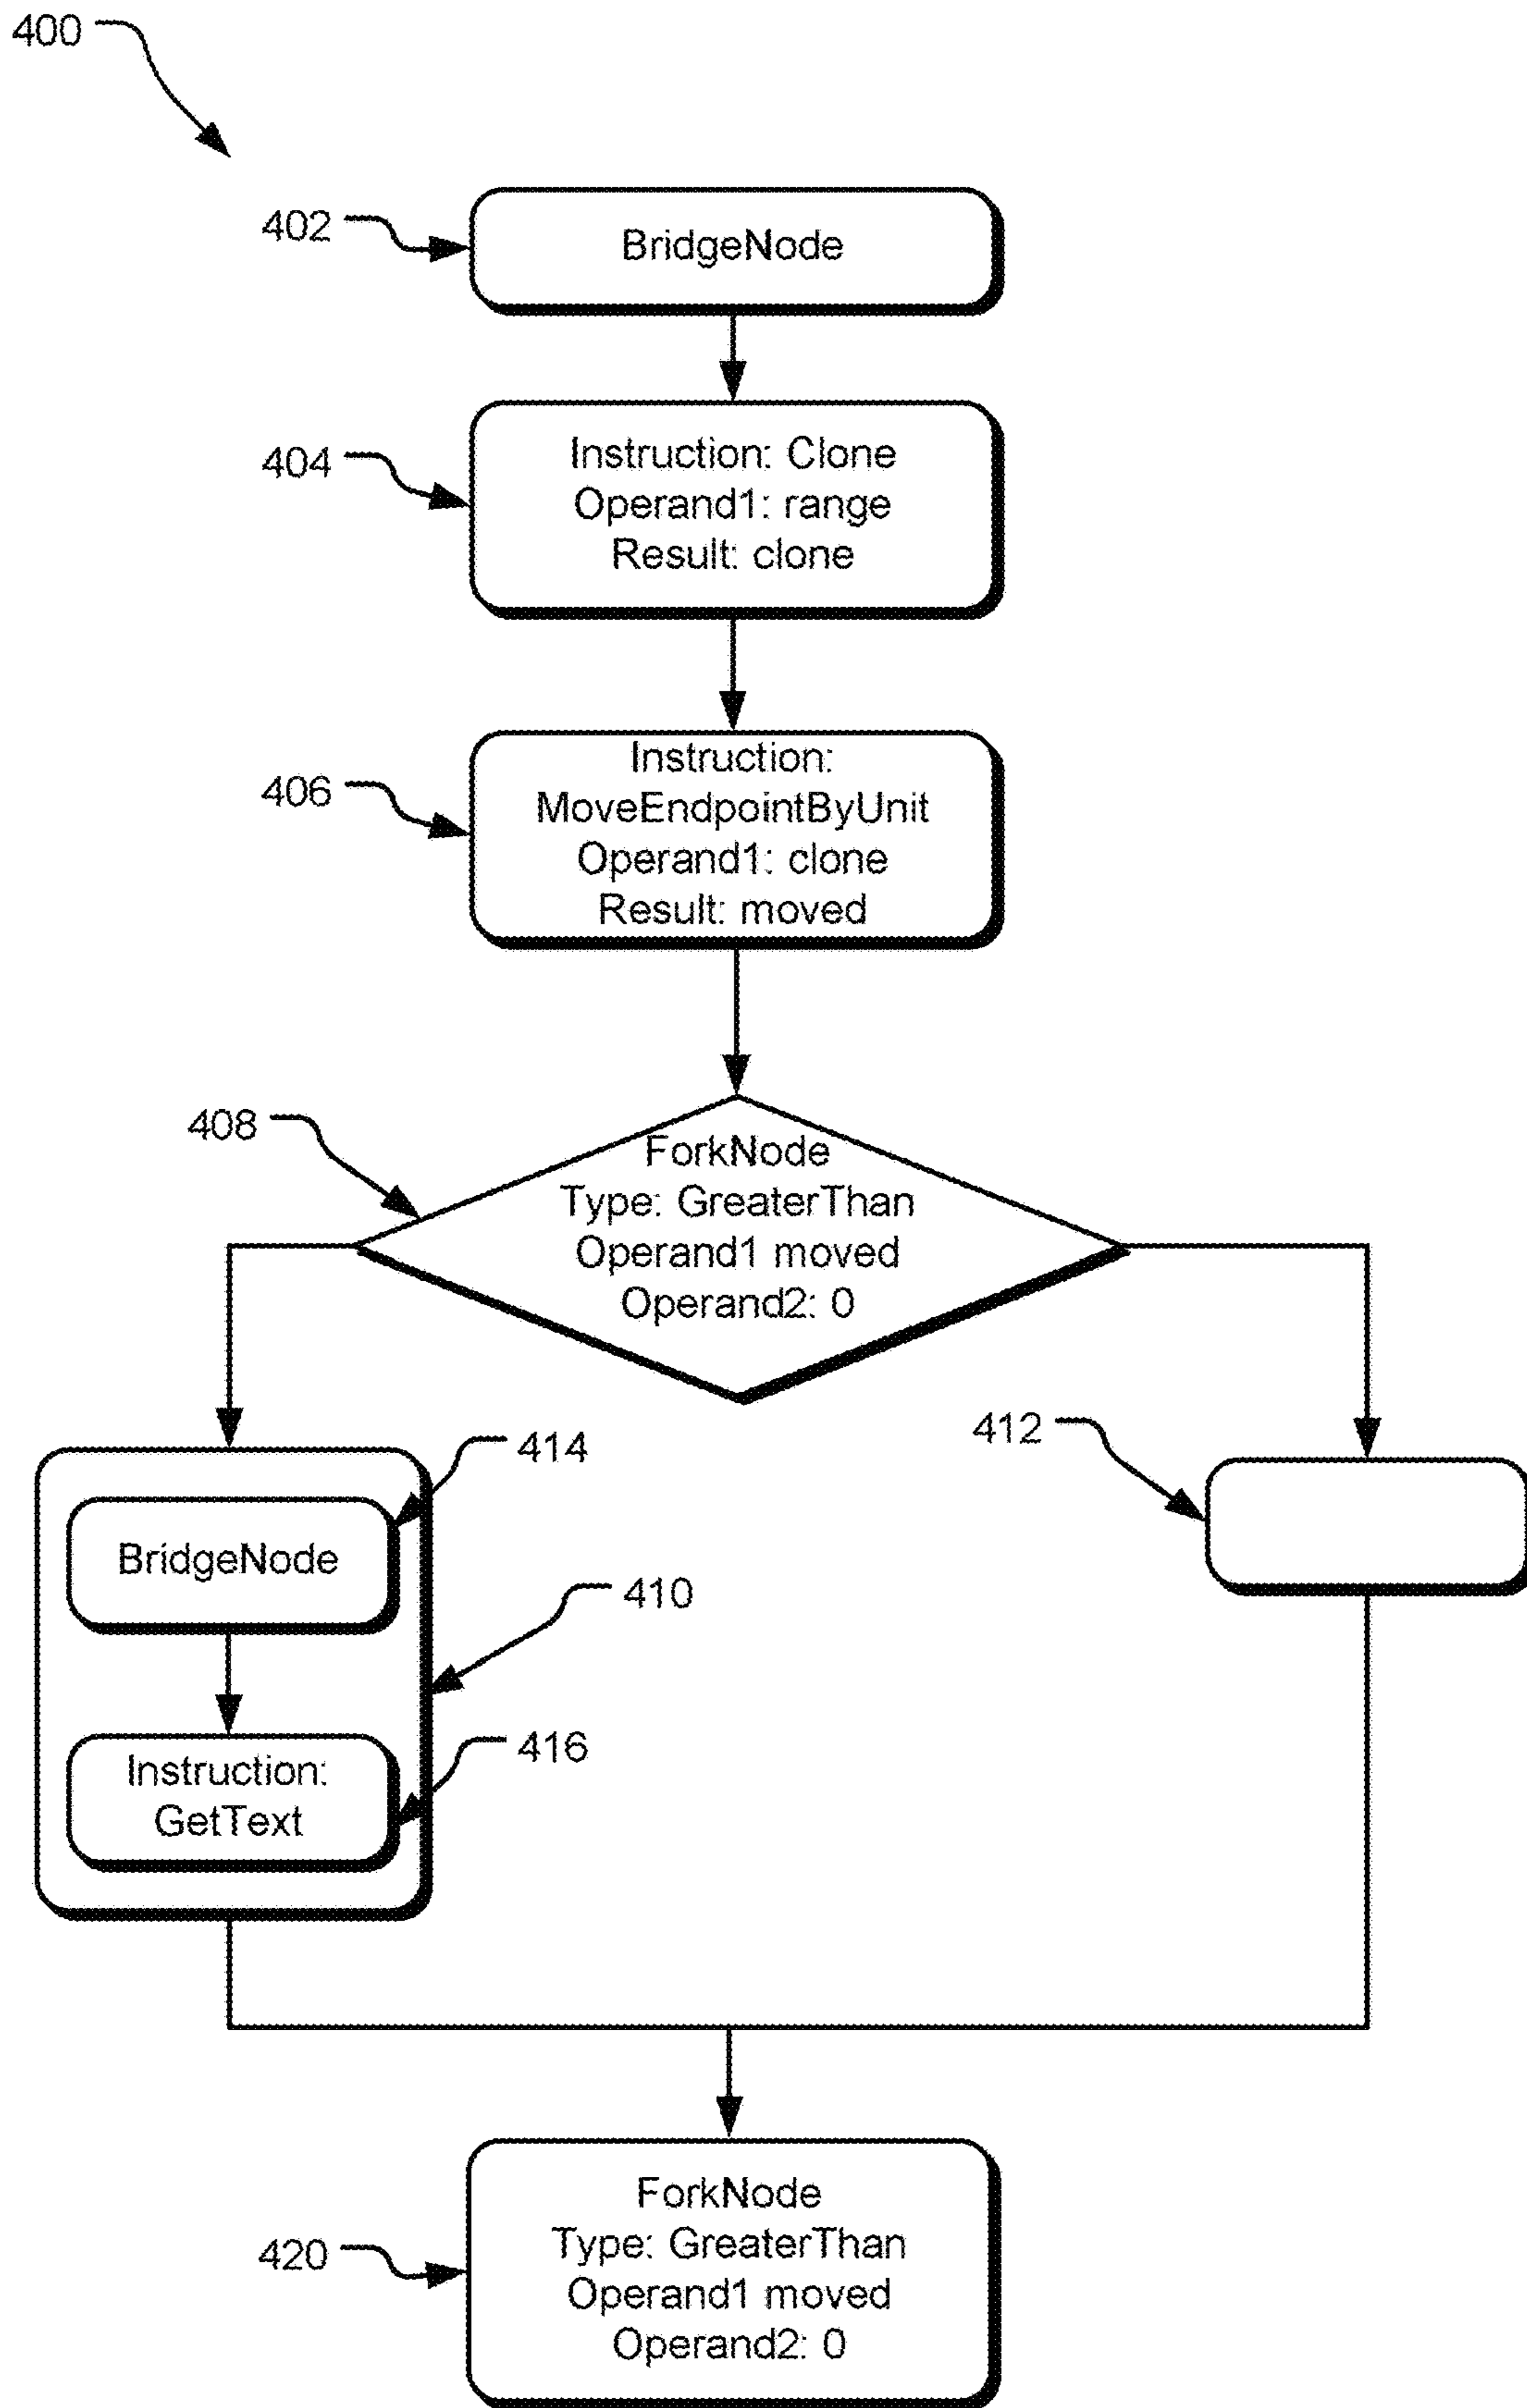 400
402
BridgeNode
404
Instruction: Clone
Operand1: range
Result: clone
406
Instruction:
MoveEndpointByUnit
Operand1: clone
Result: moved
408
ForkNode
Type: GreaterThan
Operand1 moved
Operand2: 0
414
412
BridgeNode
410
416
Instruction:
GetText
420
ForkNode
Type: GreaterThan
Operand1 moved
Operand2: 0